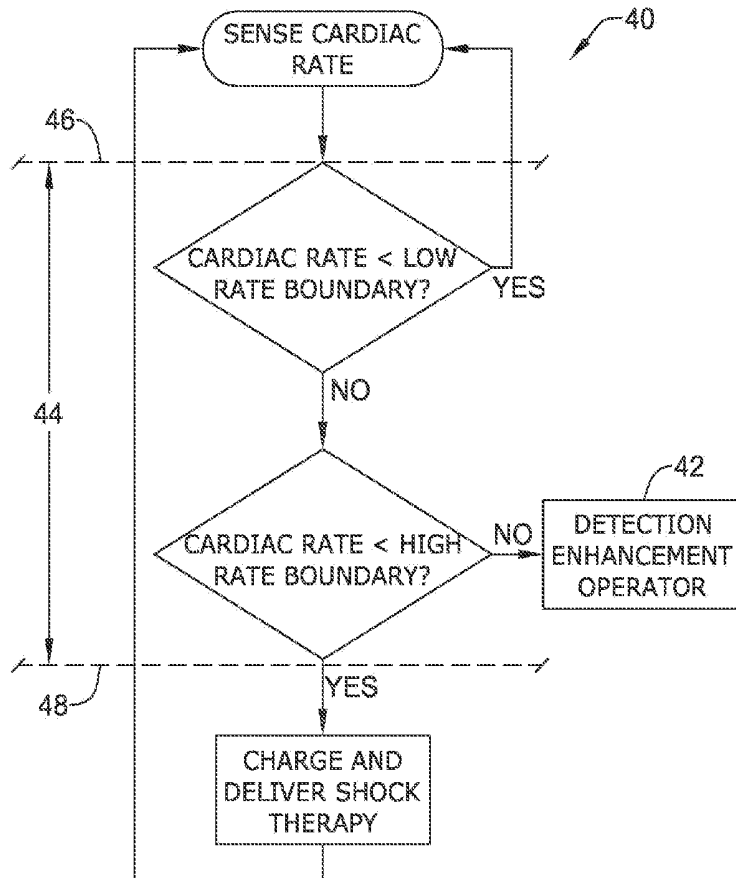 SENSE CARDIAC
RATE
40
46
CARDIAC RATE < LOW
RATE BOUNDARY?
YES
44
NO
42
CARDIAC RATE < HIGH
RATE BOUNDARY?
NO
DETECTION
ENHANCEMENT
OPERATOR
48
YES
CHARGE AND
DELIVER SHOCK
THERAPY